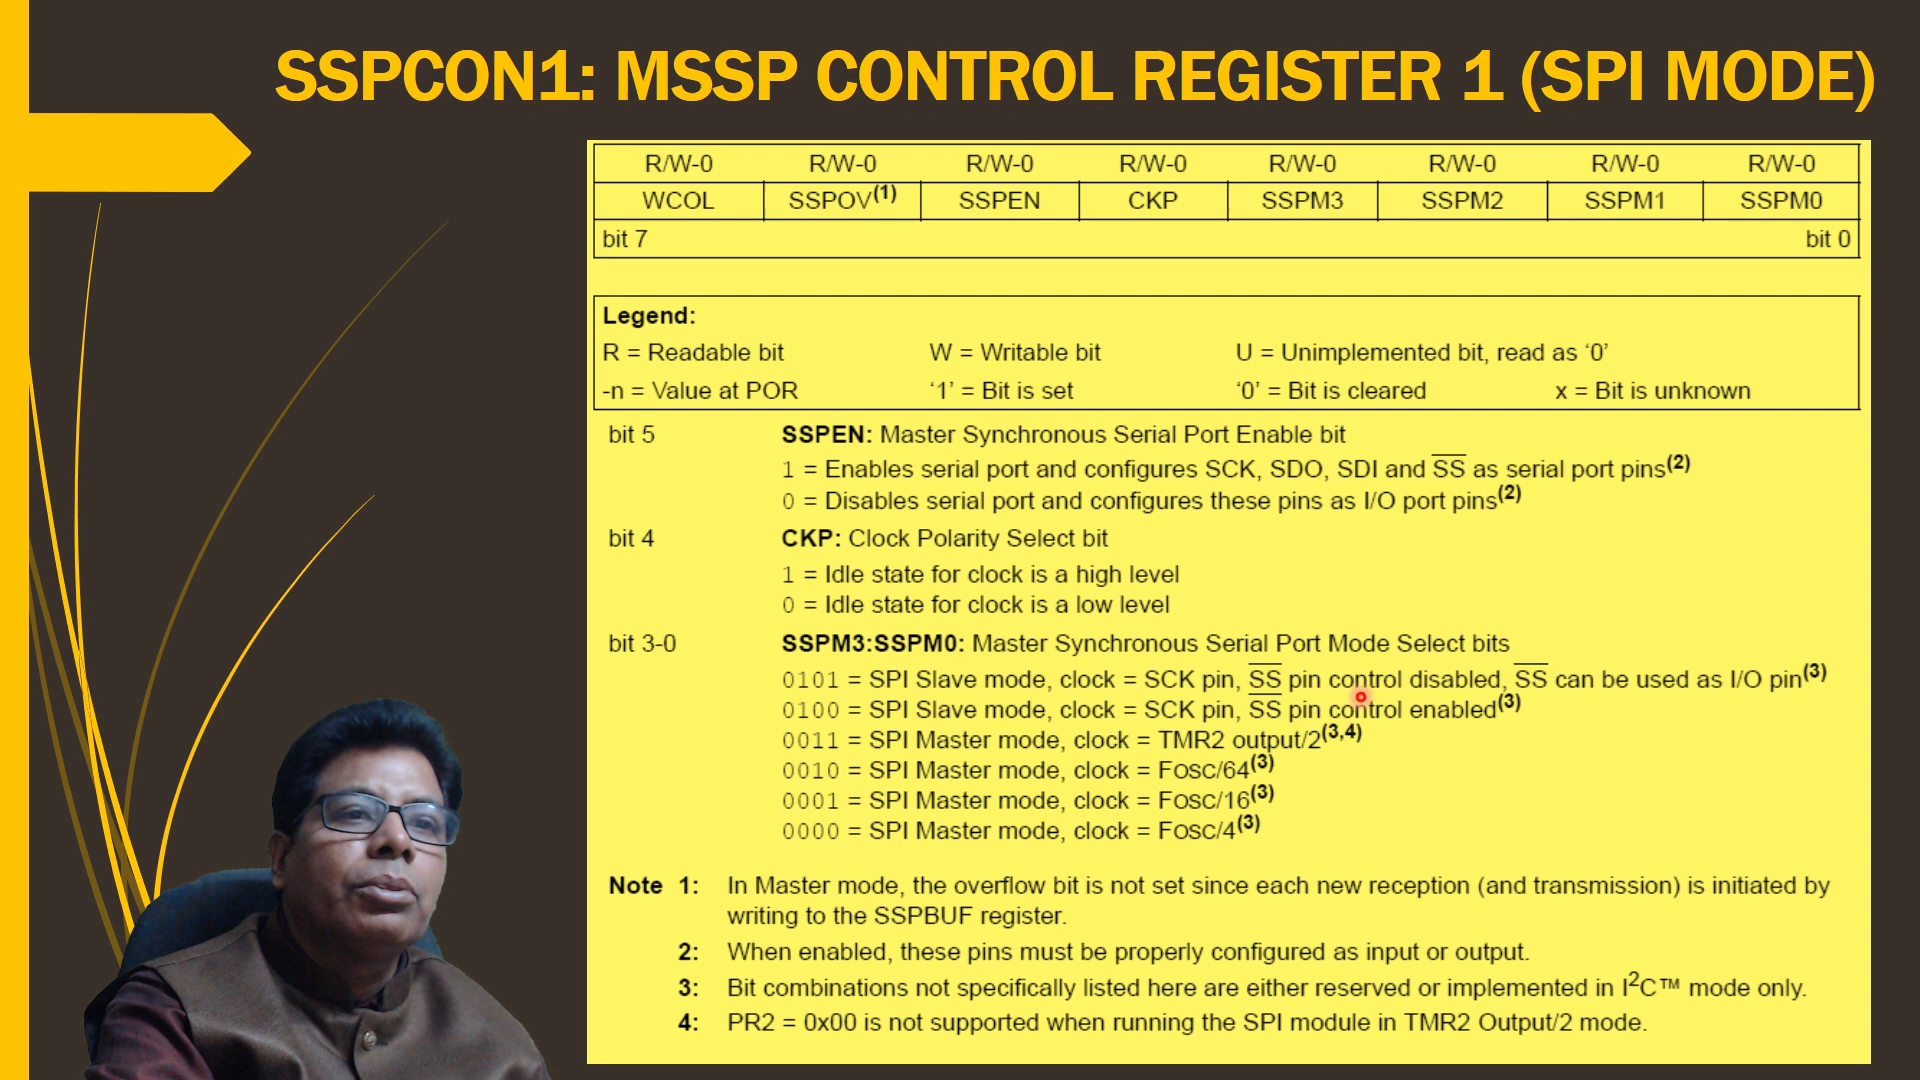 SSPCON1: MSSP CONTROL REGISTER 1 (SPI MODE)
R/W-0 R/W-0 R/W-0 R/W-0 R/W-0 R/W-0 R/W-0 R/W-0
WCOL SSPOV(1) SSPEN CKP SSPM3 SSPM2 SSPM1 SSPM0
bit 7 bit 0
Legend:
R = Readable bit W = Writable bit U = Unimplemented bit, read as ‘0’
-n = Value at POR ‘1’ = Bit is set ‘0’ = Bit is cleared x = Bit is unknown
bit 5 SSPEN: Master Synchronous Serial Port Enable bit
1 = Enables serial port and configures SCK, SDO, SDI and S̅S̅ as serial port pins(2)
0 = Disables serial port and configures these pins as I/O port pins(2)
bit 4 CKP: Clock Polarity Select bit
1 = Idle state for clock is a high level
0 = Idle state for clock is a low level
bit 3-0 SSPM3:SSPM0: Master Synchronous Serial Port Mode Select bits
0101 = SPI Slave mode, clock = SCK pin, S̅S̅ pin control disabled, S̅S̅ can be used as I/O pin(3)
0100 = SPI Slave mode, clock = SCK pin, S̅S̅ pin control enabled(3)
0011 = SPI Master mode, clock = TMR2 output/2(3,4)
0010 = SPI Master mode, clock = FOSC/64(3)
0001 = SPI Master mode, clock = FOSC/16(3)
0000 = SPI Master mode, clock = FOSC/4(3)
Note 1: In Master mode, the overflow bit is not set since each new reception (and transmission) is initiated by
writing to the SSPBUF register.
2: When enabled, these pins must be properly configured as input or output.
3: Bit combinations not specifically listed here are either reserved or implemented in I²C™ mode only.
4: PR2 = 0x00 is not supported when running the SPI module in TMR2 Output/2 mode.